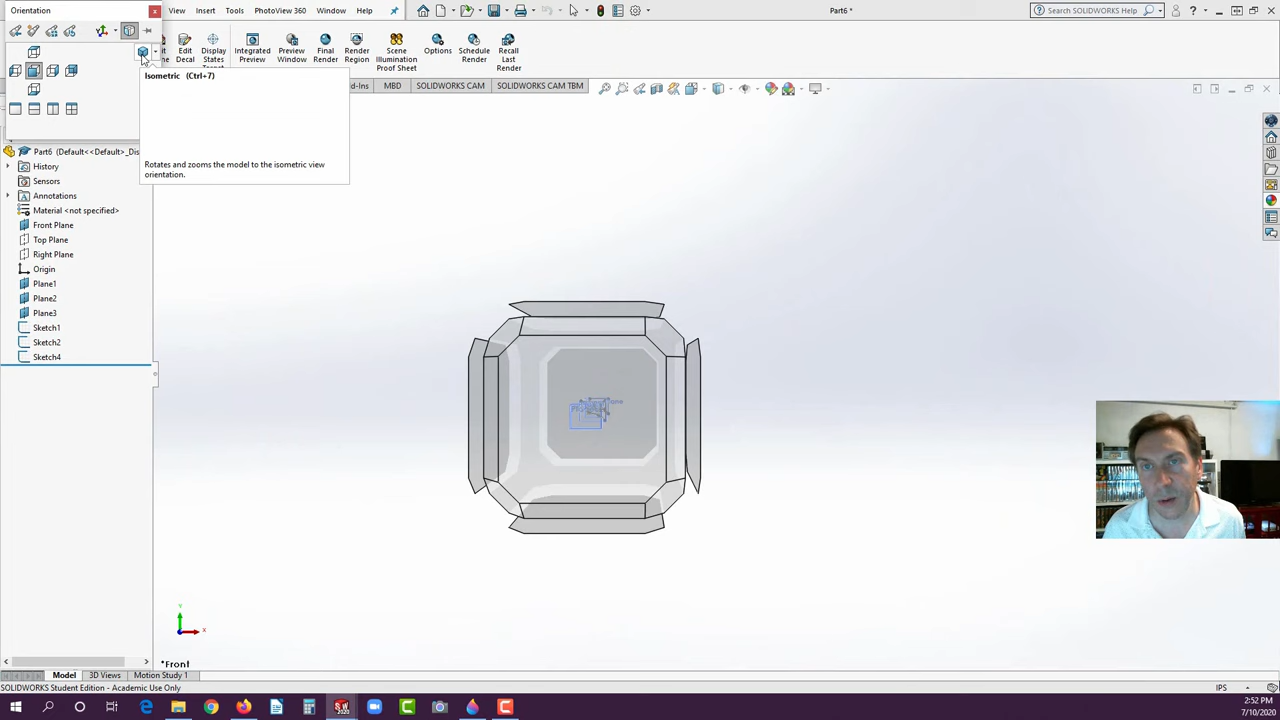 Orientation
View Insert Tools PhotoView 360 Window Help
Part6 *
Search SOLIDWORKS Help
Edit Decal
Display States Target
Integrated Preview
Preview Window
Final Render
Render Region
Scene Illumination Proof Sheet
Options
Schedule Render
Recall Last Render
Isometric (Ctrl+7)
d-Ins MBD SOLIDWORKS CAM SOLIDWORKS CAM TBM
Rotates and zooms the model to the isometric view
orientation.
Part6 (Default<<Default>_Dis
History
Sensors
Annotations
Material <not specified>
Front Plane
Top Plane
Right Plane
Origin
Plane1
Plane2
Plane3
Sketch1
Sketch2
Sketch4
Y
X
*Front
Model 3D Views Motion Study 1
SOLIDWORKS Student Edition - Academic Use Only
IPS
2:52 PM
7/10/2020